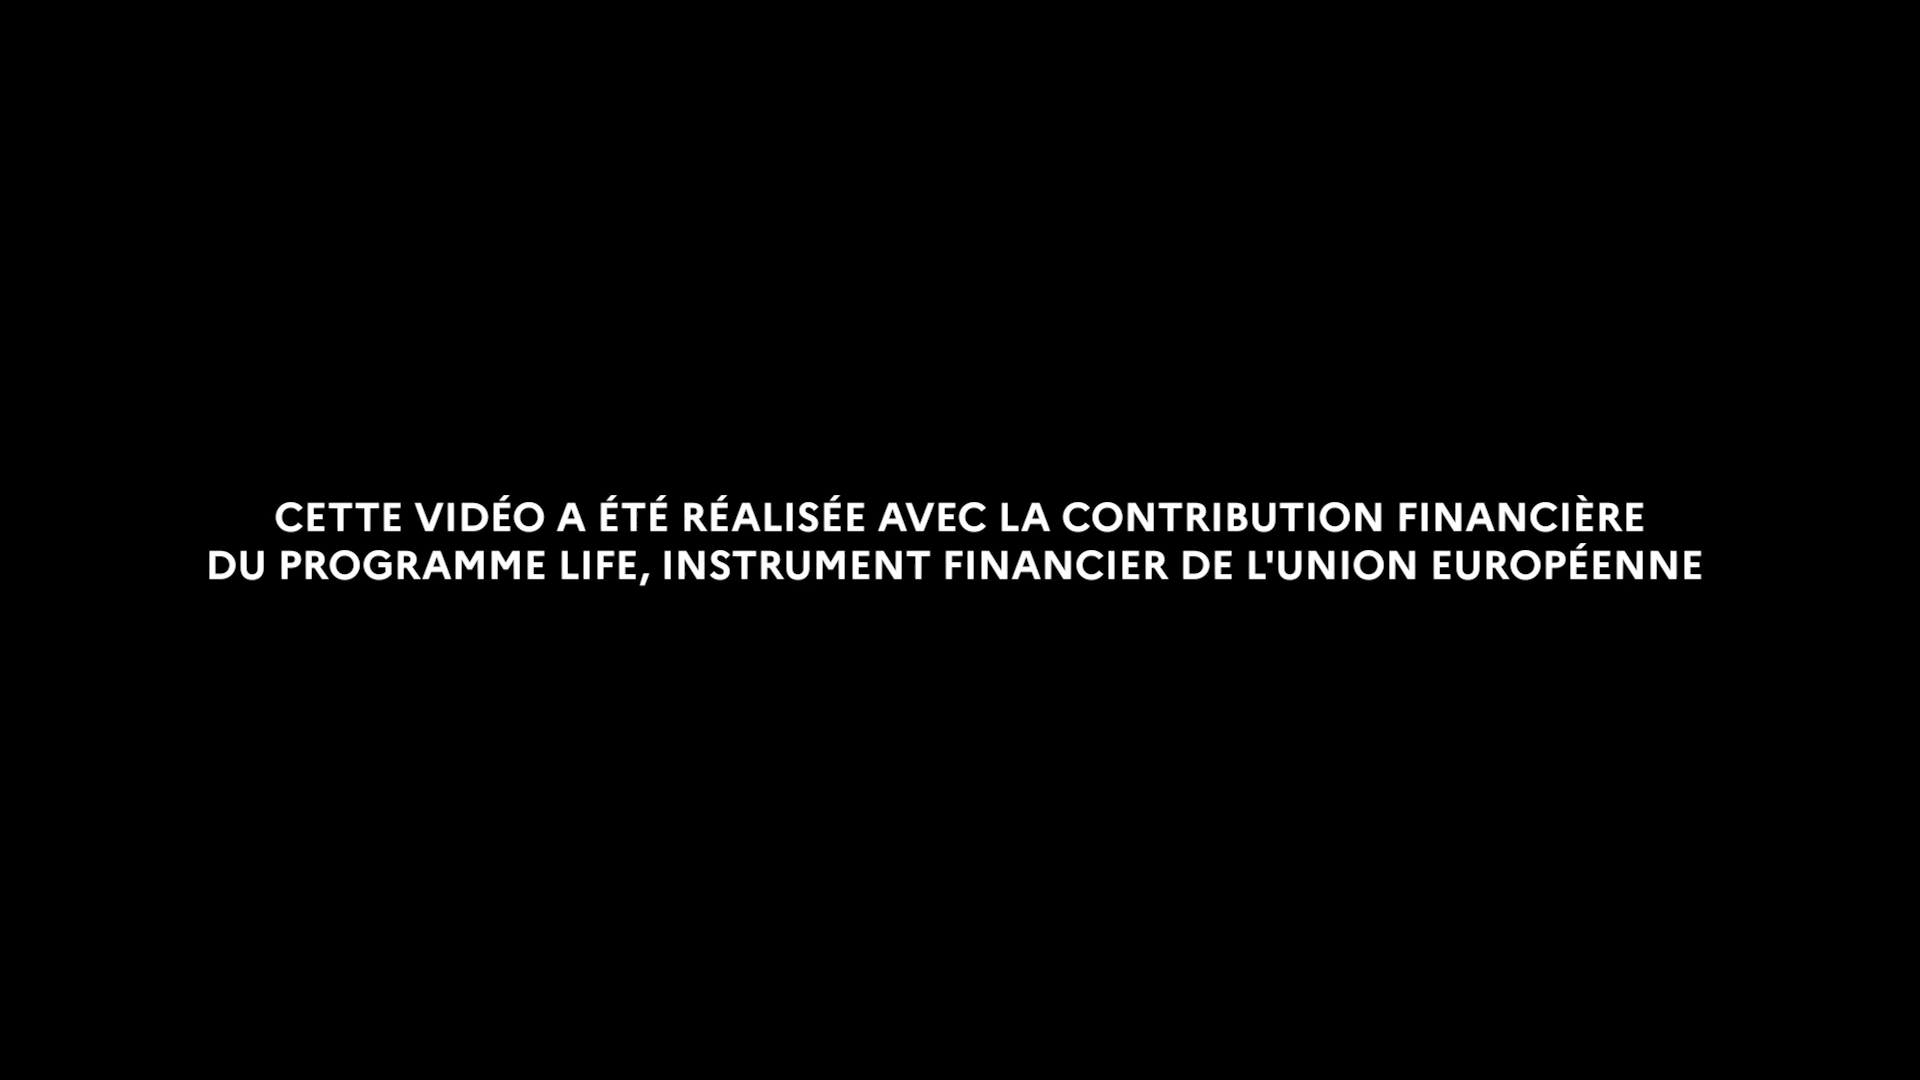 CETTE VIDÉO A ÉTÉ RÉALISÉE AVEC LA CONTRIBUTION FINANCIÈRE
DU PROGRAMME LIFE, INSTRUMENT FINANCIER DE L'UNION EUROPÉENNE